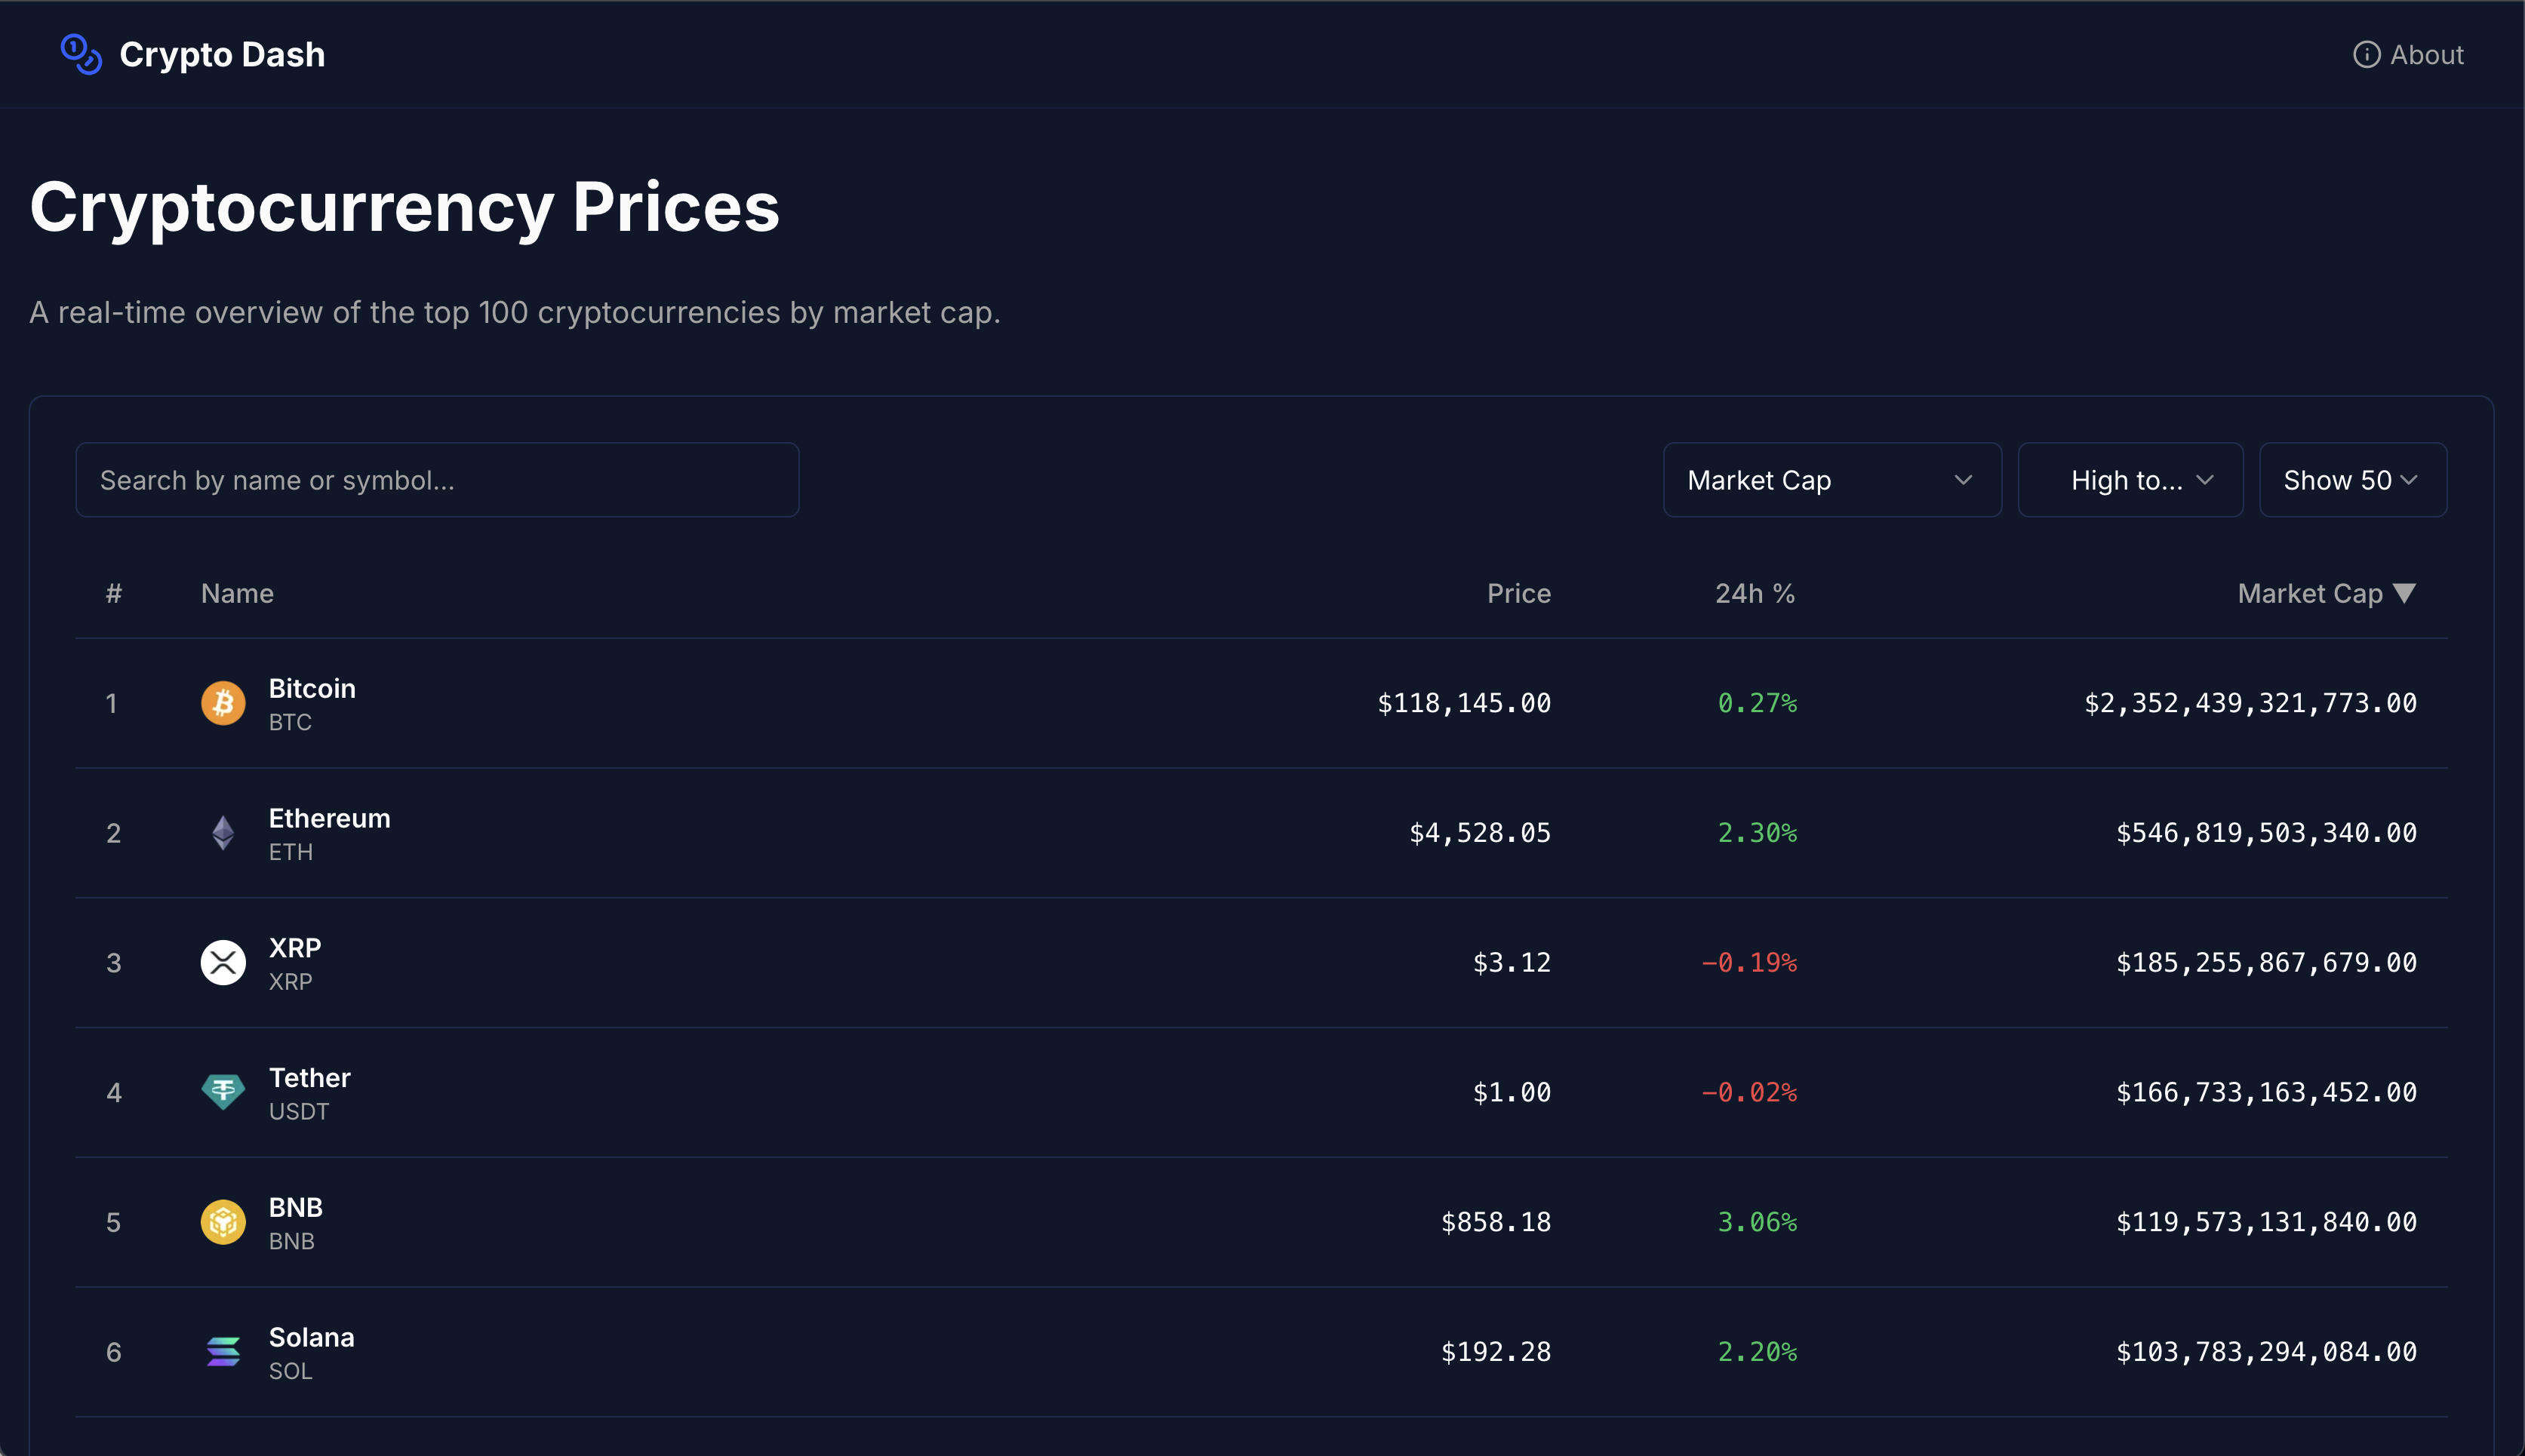 Crypto Dash
About
Cryptocurrency Prices
A real-time overview of the top 100 cryptocurrencies by market cap.
Search by name or symbol...
Market Cap
High to...
Show 50
# Name Price 24h % Market Cap ▼
1 Bitcoin $118,145.00 0.27% $2,352,439,321,773.00
BTC
2 Ethereum $4,528.05 2.30% $546,819,503,340.00
ETH
3 XRP $3.12 −0.19% $185,255,867,679.00
XRP
4 Tether $1.00 −0.02% $166,733,163,452.00
USDT
5 BNB $858.18 3.06% $119,573,131,840.00
BNB
6 Solana $192.28 2.20% $103,783,294,084.00
SOL